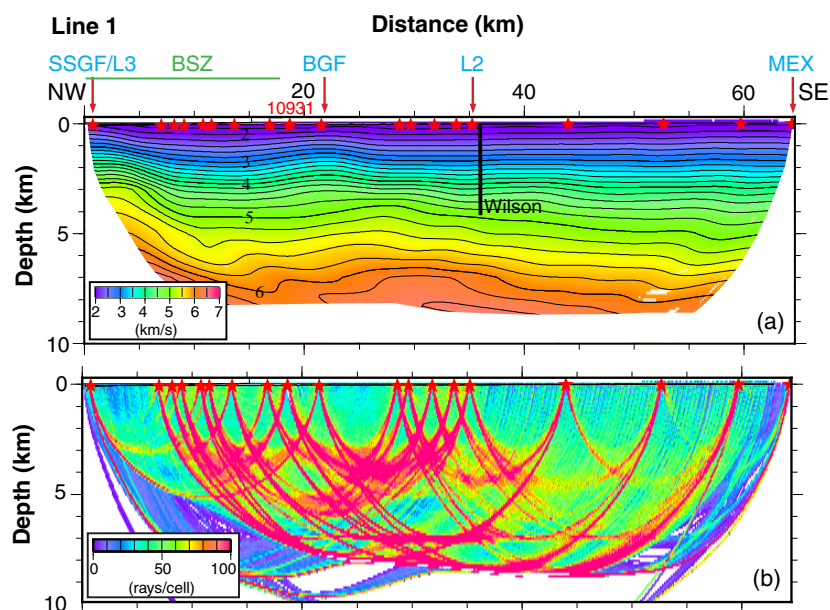 Line 1
Distance (km)
SSGF/L3
BSZ
BGF
L2
MEX
NW
20
40
60
SE
10931
0
5
10
Depth (km)
2
3
4
5
6
Wilson
2 3 4 5 6 7
(km/s)
(a)
0
5
10
Depth (km)
0 50 100
(rays/cell)
(b)